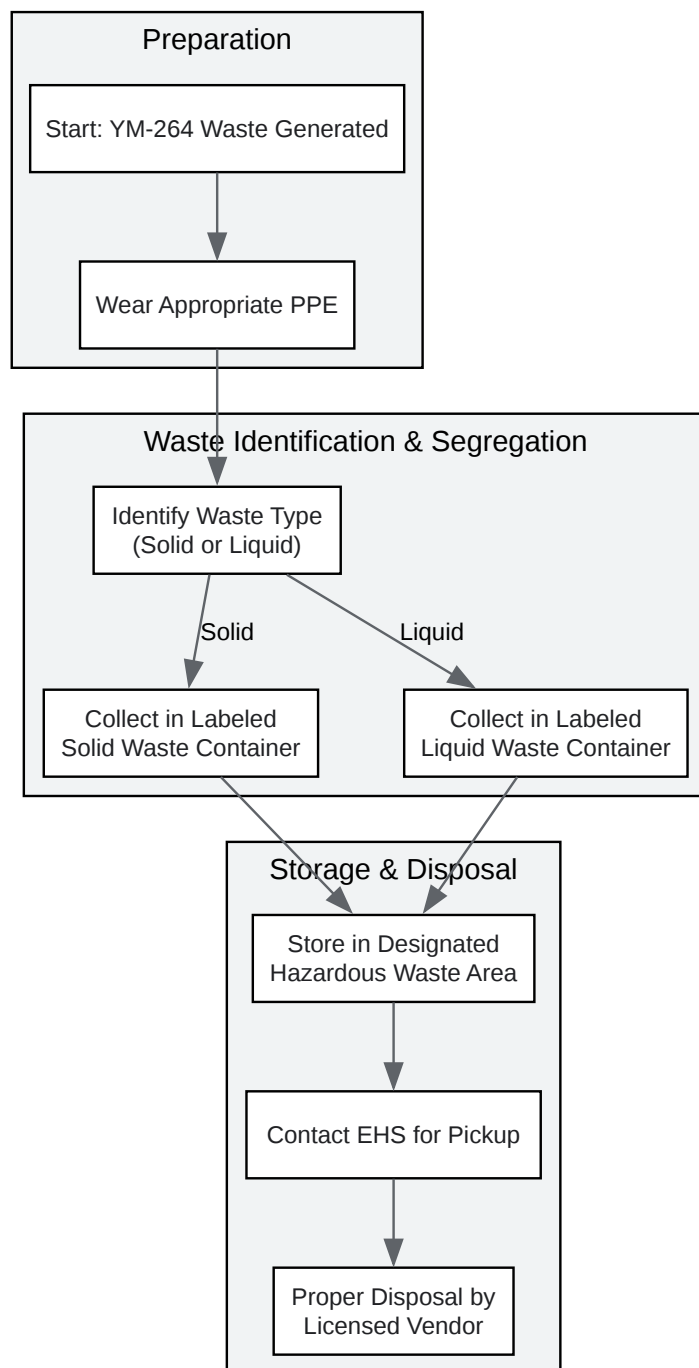 Preparation
Start: YM-264 Waste Generated
Wear Appropriate PPE
Waste Identification & Segregation
Identify Waste Type
(Solid or Liquid)
Solid
Liquid
Collect in Labeled
Solid Waste Container
Collect in Labeled
Liquid Waste Container
Storage & Disposal
Store in Designated
Hazardous Waste Area
Contact EHS for Pickup
Proper Disposal by
Licensed Vendor